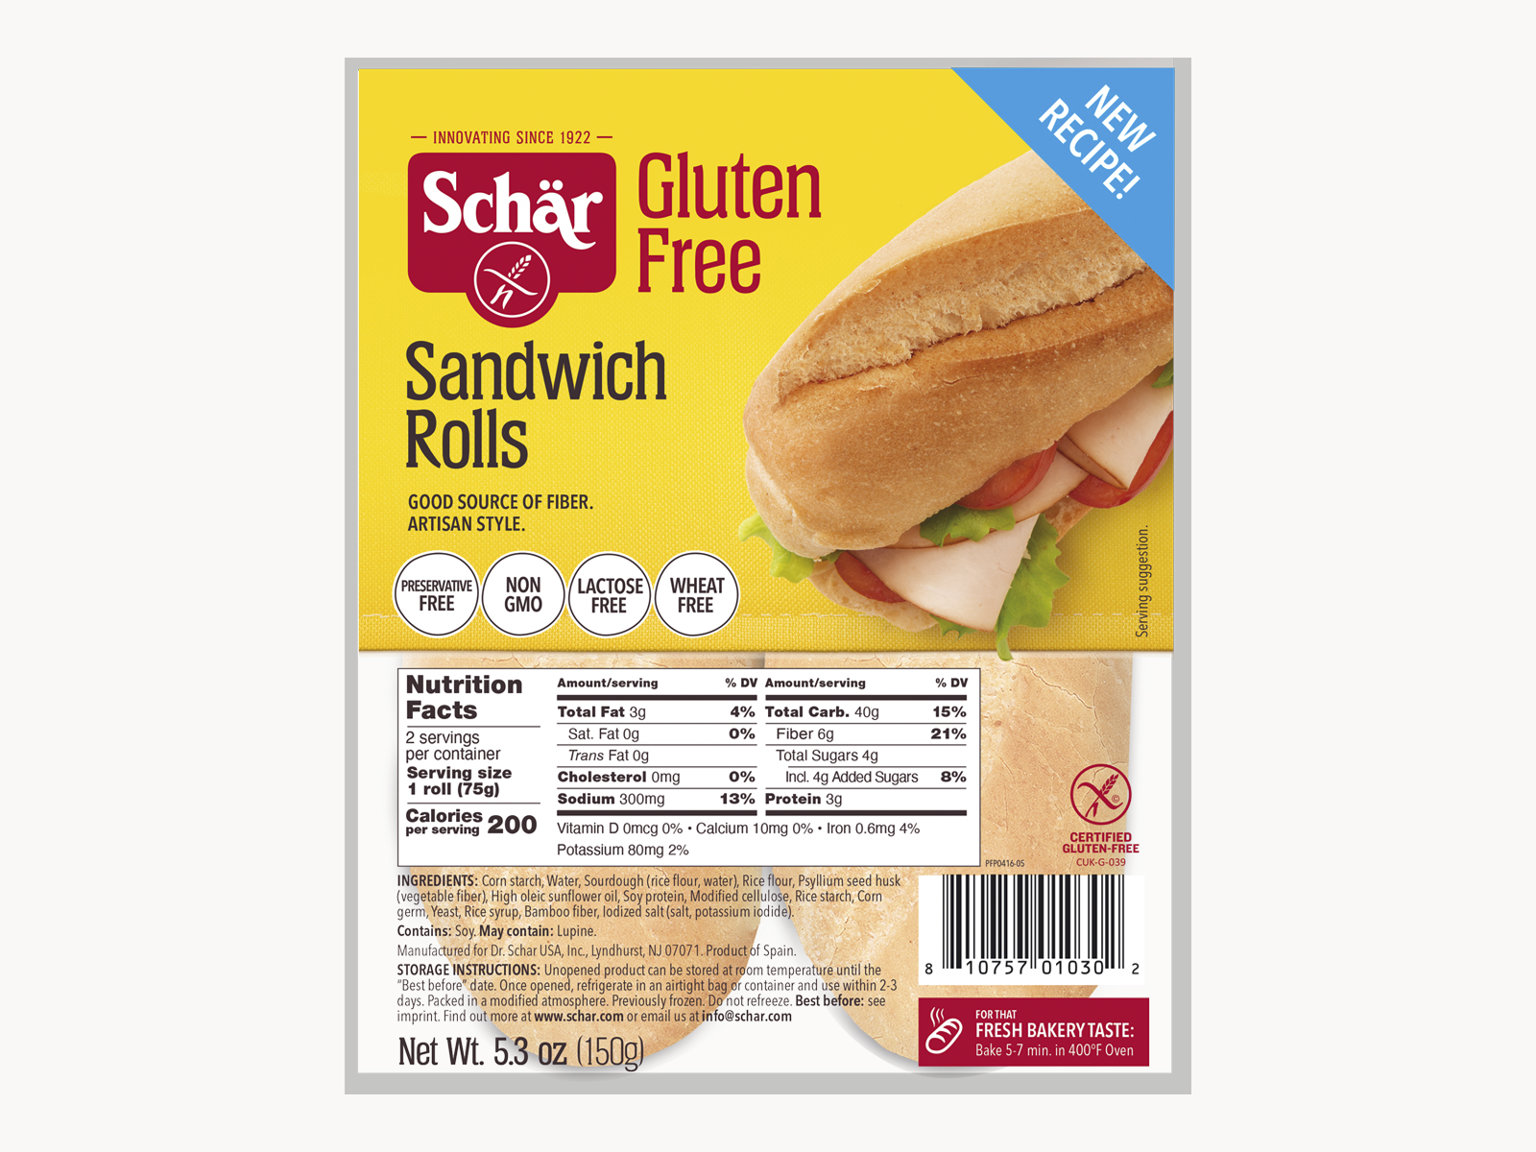 INNOVATING SINCE 1922
Schär
Gluten
Free
NEW
RECIPE!
Sandwich
Rolls
GOOD SOURCE OF FIBER.
ARTISAN STYLE.
PRESERVATIVE
FREE
NON
GMO
LACTOSE
FREE
WHEAT
FREE
Serving suggestion.
Nutrition
Facts
2 servings
per container
Serving size
1 roll (75g)
Calories
per serving 200
Amount/serving % DV
Total Fat 3g 4%
Sat. Fat 0g 0%
Trans Fat 0g
Cholesterol 0mg 0%
Sodium 300mg 13%
Amount/serving % DV
Total Carb. 40g 15%
Fiber 6g 21%
Total Sugars 4g
Incl. 4g Added Sugars 8%
Protein 3g
Vitamin D 0mcg 0% • Calcium 10mg 0% • Iron 0.6mg 4%
Potassium 80mg 2%
CERTIFIED
GLUTEN-FREE
CUK-G-039
PFP0416-05
INGREDIENTS: Corn starch, Water, Sourdough (rice flour, water), Rice flour, Psyllium seed husk
(vegetable fiber), High oleic sunflower oil, Soy protein, Modified cellulose, Rice starch, Corn
germ, Yeast, Rice syrup, Bamboo fiber, Iodized salt (salt, potassium iodide).
Contains: Soy. May contain: Lupine.
Manufactured for Dr. Schar USA, Inc., Lyndhurst, NJ 07071. Product of Spain.
STORAGE INSTRUCTIONS: Unopened product can be stored at room temperature until the
"Best before" date. Once opened, refrigerate in an airtight bag or container and use within 2-3
days. Packed in a modified atmosphere. Previously frozen. Do not refreeze. Best before: see
imprint. Find out more at www.schar.com or email us at info@schar.com
Net Wt. 5.3 oz (150g)
8 10757 01030 2
FOR THAT
FRESH BAKERY TASTE:
Bake 5-7 min. in 400°F Oven